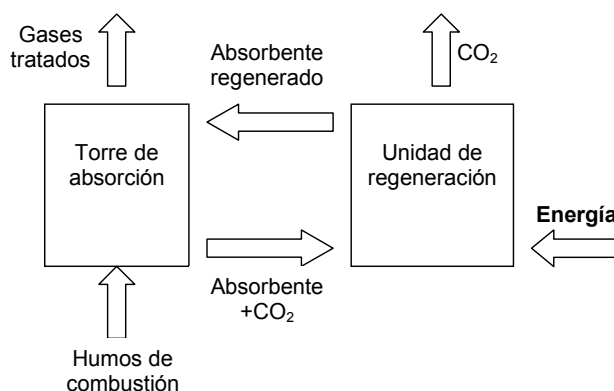 Gases
tratados
Absorbente
regenerado
CO₂
Torre de
absorción
Unidad de
regeneración
Energía
Absorbente
+CO₂
Humos de
combustión